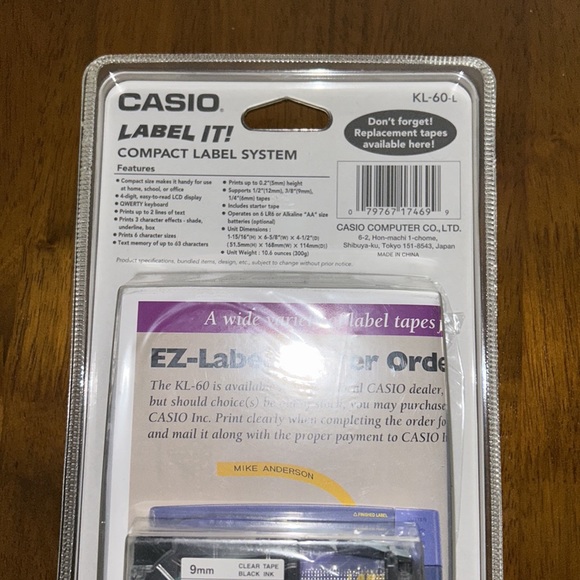 CASIO.
KL-60-L
LABEL IT!
COMPACT LABEL SYSTEM
Don't forget!
Replacement tapes
available here!
Features
• Compact size makes it handy for use
at home, school, or office
• 4-digit, easy-to-read LCD display
• QWERTY keyboard
• Prints up to 2 lines of text
• Prints 3 character effects - shade,
underline, box
• Prints 6 character sizes
• Text memory of up to 63 characters
• Prints up to 0.2"(5mm) height
• Supports 1/2"(12mm), 3/8"(9mm),
1/4"(6mm) tapes
• Includes starter tape
• Operates on 6 LR6 or Alkaline "AA" size
batteries (optional)
• Unit Dimensions :
1-15/16"(H) x 6-5/8"(W) x 4-1/2"(D)
(51.5mm(H) x 168mm(W) x 114mm(D))
• Unit Weight : 10.6 ounces (300g)
0 79767 17469 9
CASIO COMPUTER CO., LTD.
6-2, Hon-machi 1-chome,
Shibuya-ku, Tokyo 151-8543, Japan
MADE IN CHINA
Product specifications, bundled items, design, etc., subject to change without prior notice.
A wide variety of label tapes
EZ-Labe er Orde
The KL-60 is availab CASIO dealer,
but should choice(s) be out of stock, you may purchase
CASIO Inc. Print clearly when completing the order fo
and mail it along with the proper payment to CASIO
MIKE ANDERSON
FINISHED LABEL
9mm
CLEAR TAPE
BLACK INK